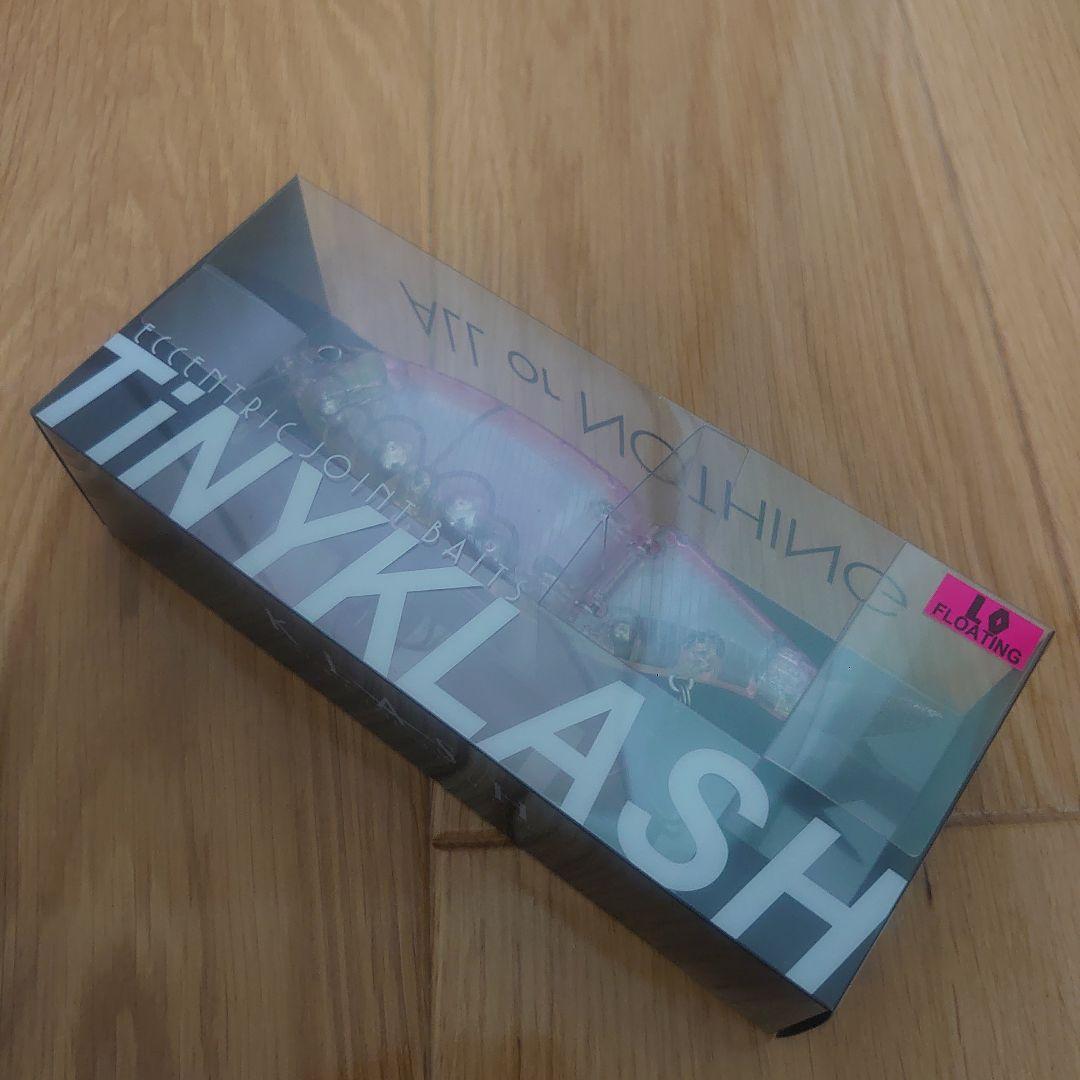 ALL or NOTHING
ECCENTRIC JOINT BAITS
TiNYKLASH
LO
FLOATING